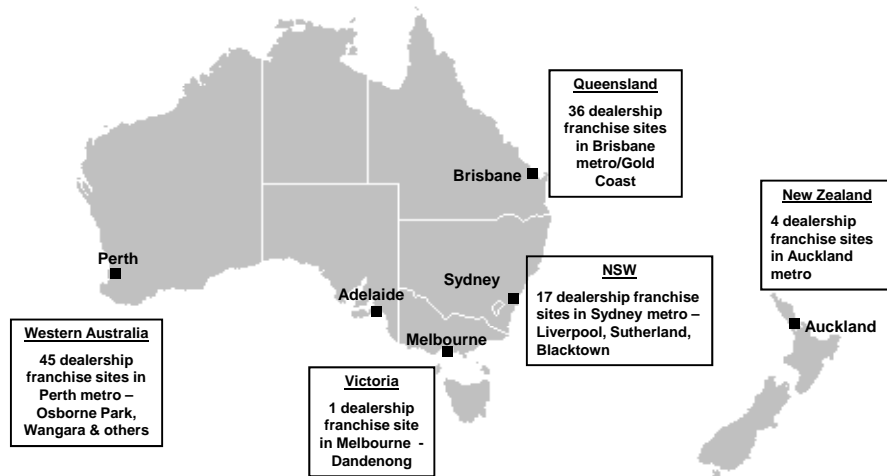 Queensland
36 dealership
franchise sites
in Brisbane
metro/Gold
Coast
Brisbane
New Zealand
4 dealership
franchise sites
in Auckland
metro
Perth
Sydney
NSW
17 dealership franchise
sites in Sydney metro –
Liverpool, Sutherland,
Blacktown
Adelaide
Auckland
Western Australia
45 dealership
franchise sites in
Perth metro –
Osborne Park,
Wangara & others
Melbourne
Victoria
1 dealership
franchise site
in Melbourne -
Dandenong